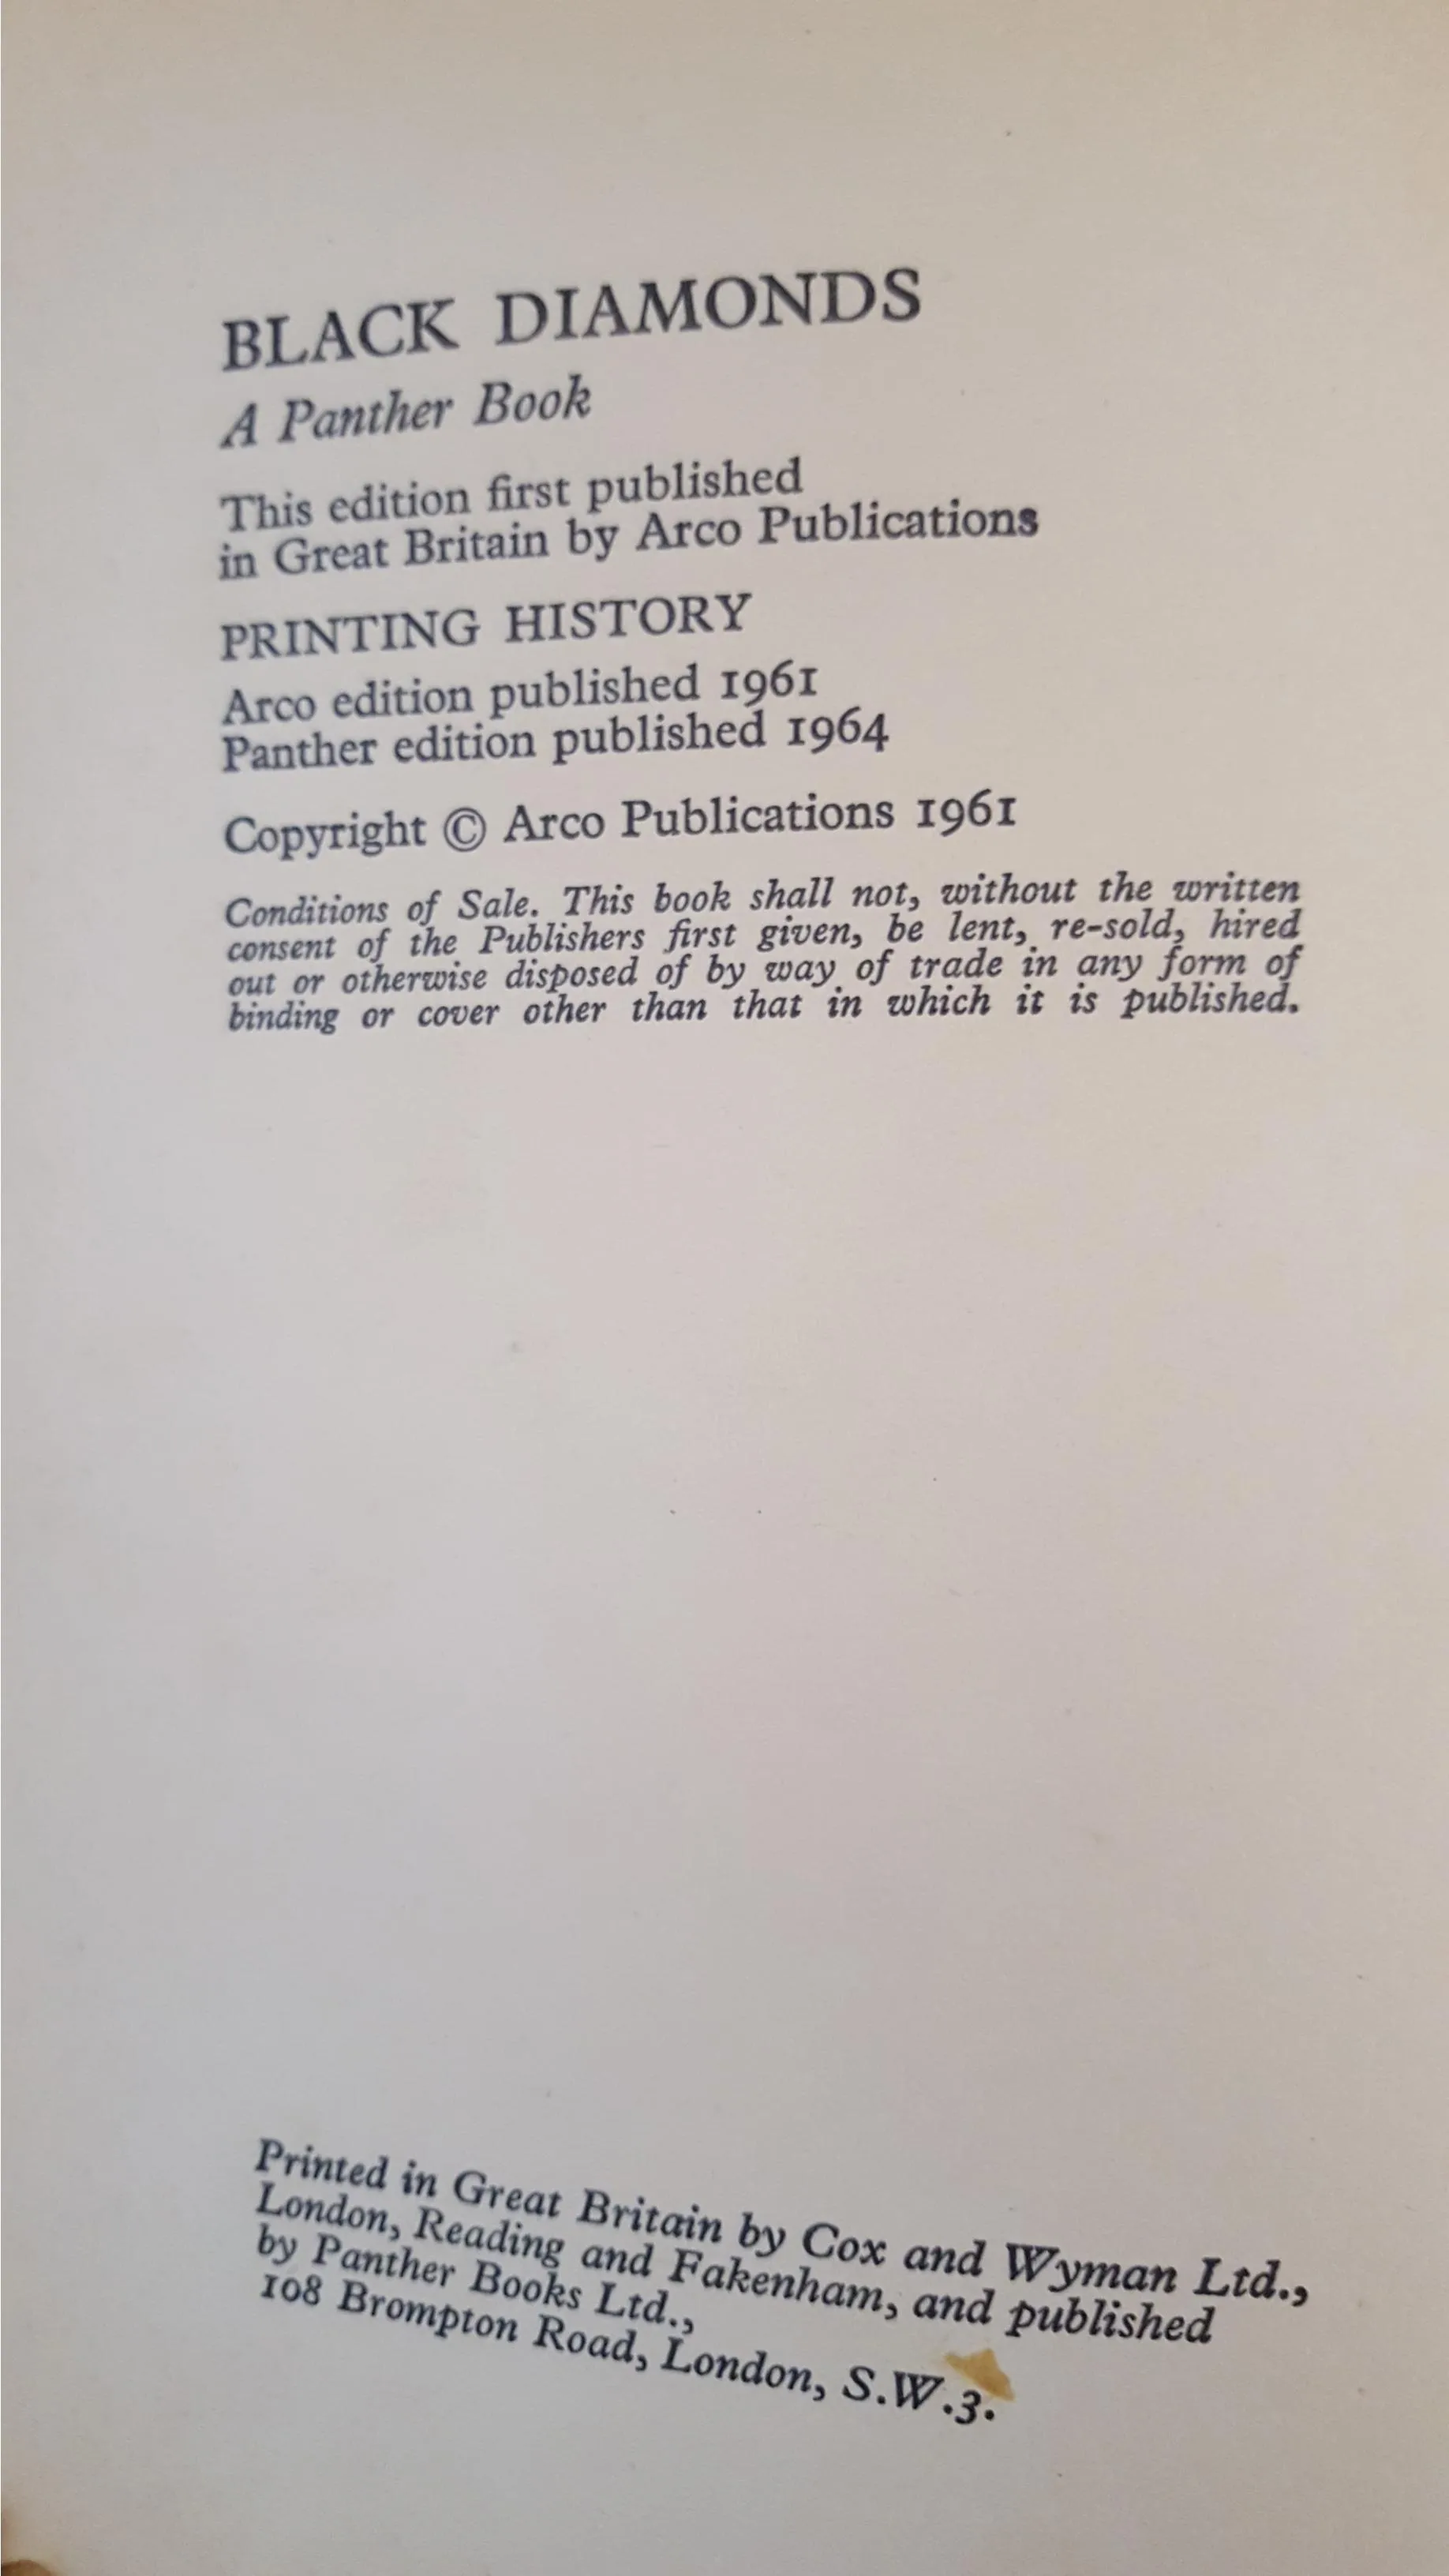 BLACK DIAMONDS
A Panther Book
This edition first published
in Great Britain by Arco Publications
PRINTING HISTORY
Arco edition published 1961
Panther edition published 1964
Copyright © Arco Publications 1961
Conditions of Sale. This book shall not, without the written
consent of the Publishers first given, be lent, re-sold, hired
out or otherwise disposed of by way of trade in any form of
binding or cover other than that in which it is published.
Printed in Great Britain by Cox and Wyman Ltd.,
London, Reading and Fakenham, and published
by Panther Books Ltd.,
108 Brompton Road, London, S.W.3.